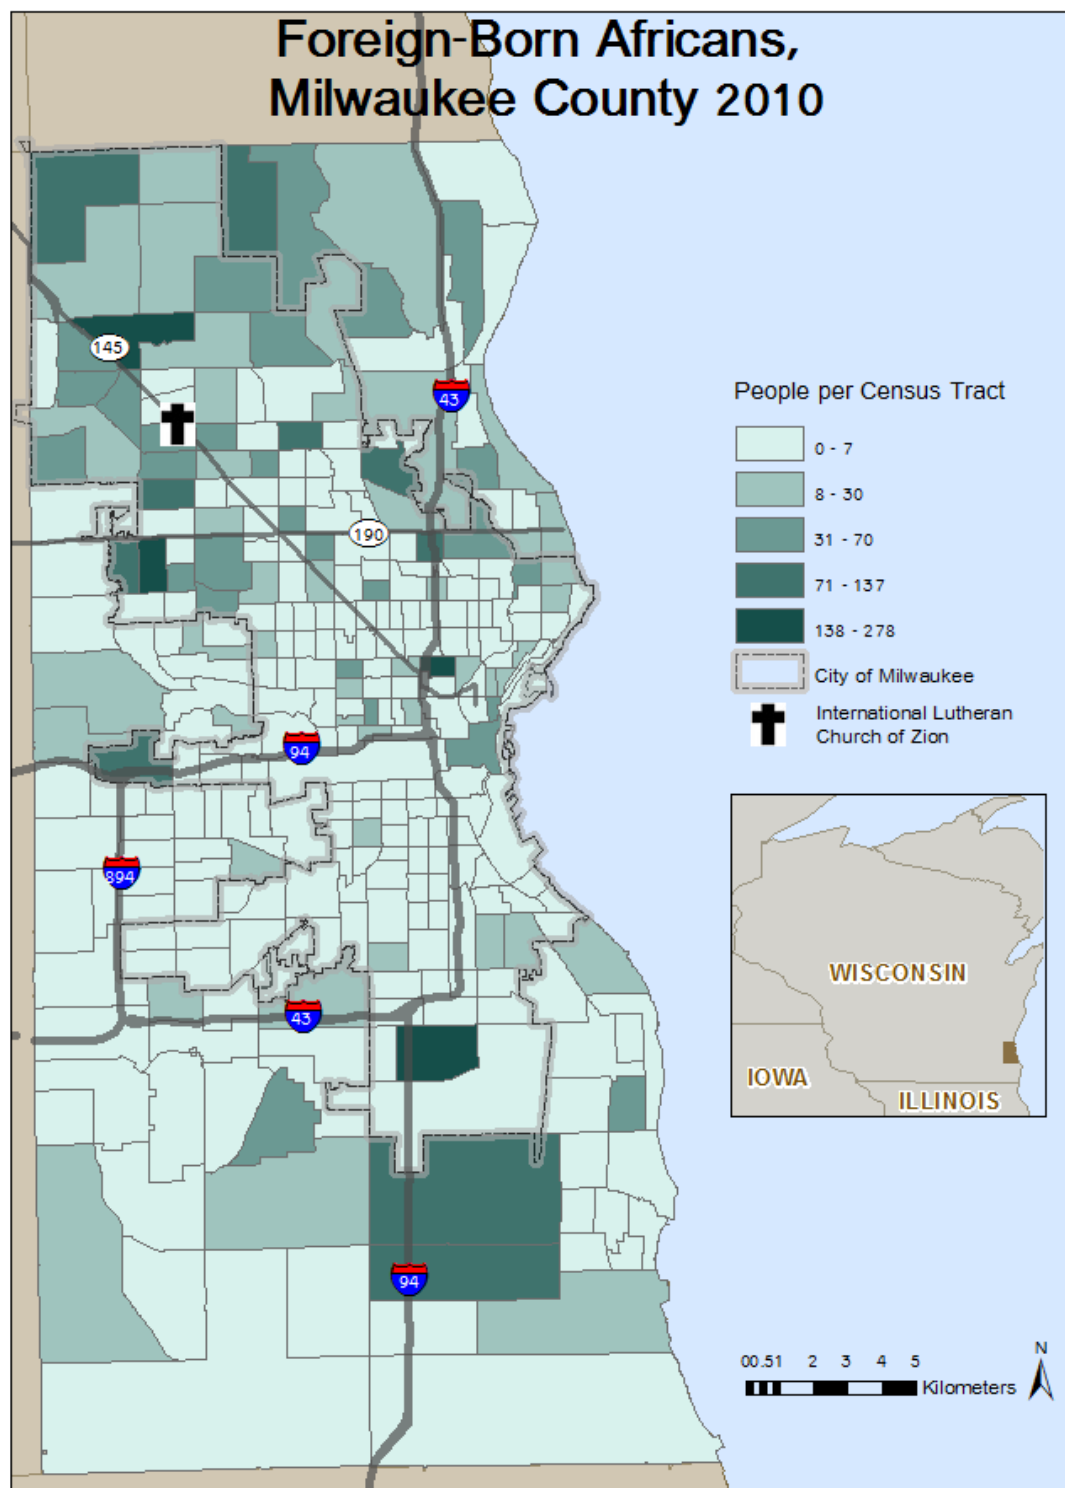 Foreign-Born Africans,
Milwaukee County 2010
145
43
190
94
894
43
94
People per Census Tract
0 - 7
8 - 30
31 - 70
71 - 137
138 - 278
City of Milwaukee
International Lutheran
Church of Zion
WISCONSIN
IOWA
ILLINOIS
N
00.51 2 3 4 5
Kilometers